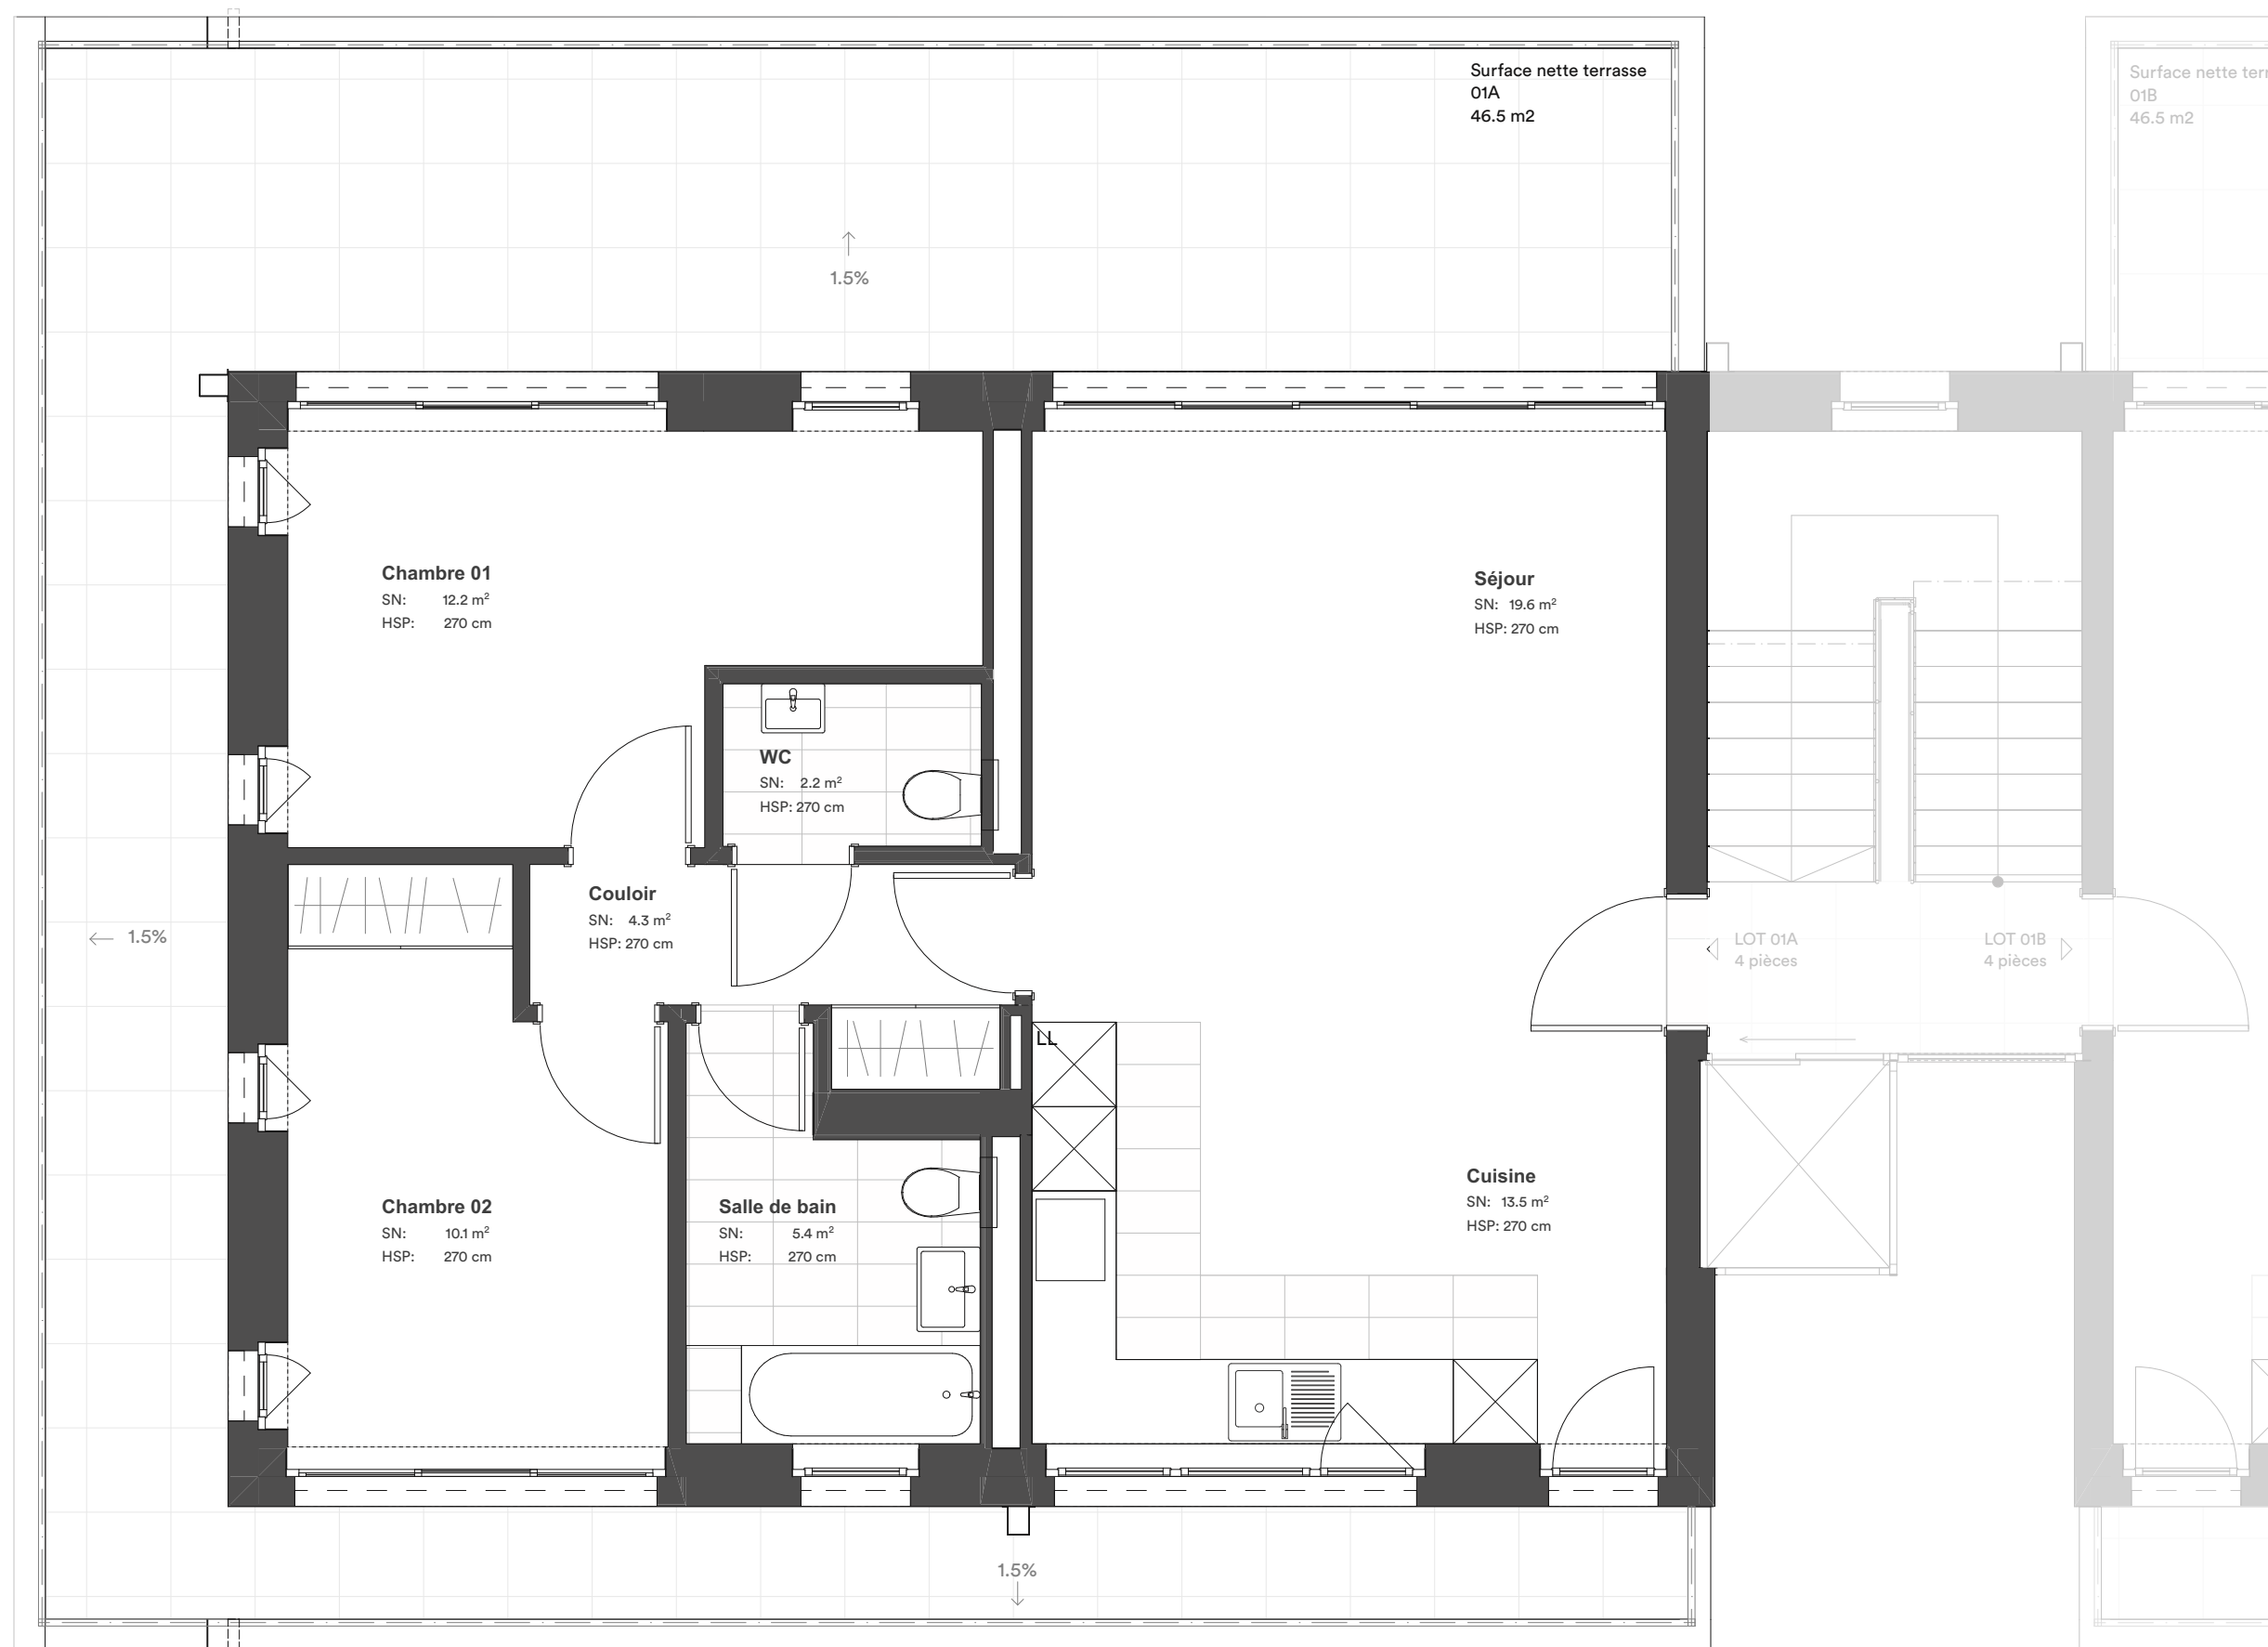 Surface nette terrasse
01A
46.5 m2
Surface nette terr
01B
46.5 m2
1.5%
Chambre 01
SN: 12.2 m²
HSP: 270 cm
Séjour
SN: 19.6 m²
HSP: 270 cm
WC
SN: 2.2 m²
HSP: 270 cm
Couloir
SN: 4.3 m²
HSP: 270 cm
1.5%
LOT 01A
4 pièces
LOT 01B
4 pièces
LL
Chambre 02
SN: 10.1 m²
HSP: 270 cm
Salle de bain
SN: 5.4 m²
HSP: 270 cm
Cuisine
SN: 13.5 m²
HSP: 270 cm
1.5%